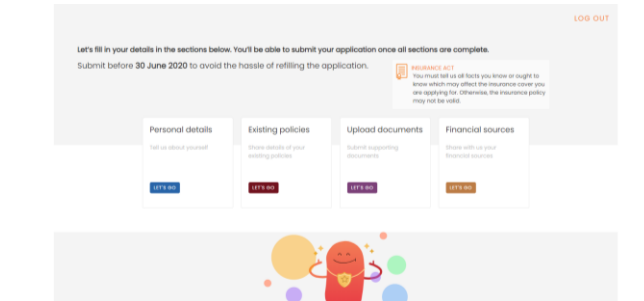 LOG OUT
Let's fill in your details in the sections below. You'll be able to submit your application once all sections are complete.
Submit before 30 June 2020 to avoid the hassle of refilling the application.
INSURANCE ACT
You must tell us all facts you know or ought to
know which may affect the insurance cover you
are applying for. Otherwise, the insurance policy
may not be valid.
Personal details
Tell us about yourself
LET'S GO
Existing policies
Share details of your
existing policies
LET'S GO
Upload documents
Submit supporting
documents
LET'S GO
Financial sources
Share with us your
financial sources
LET'S GO